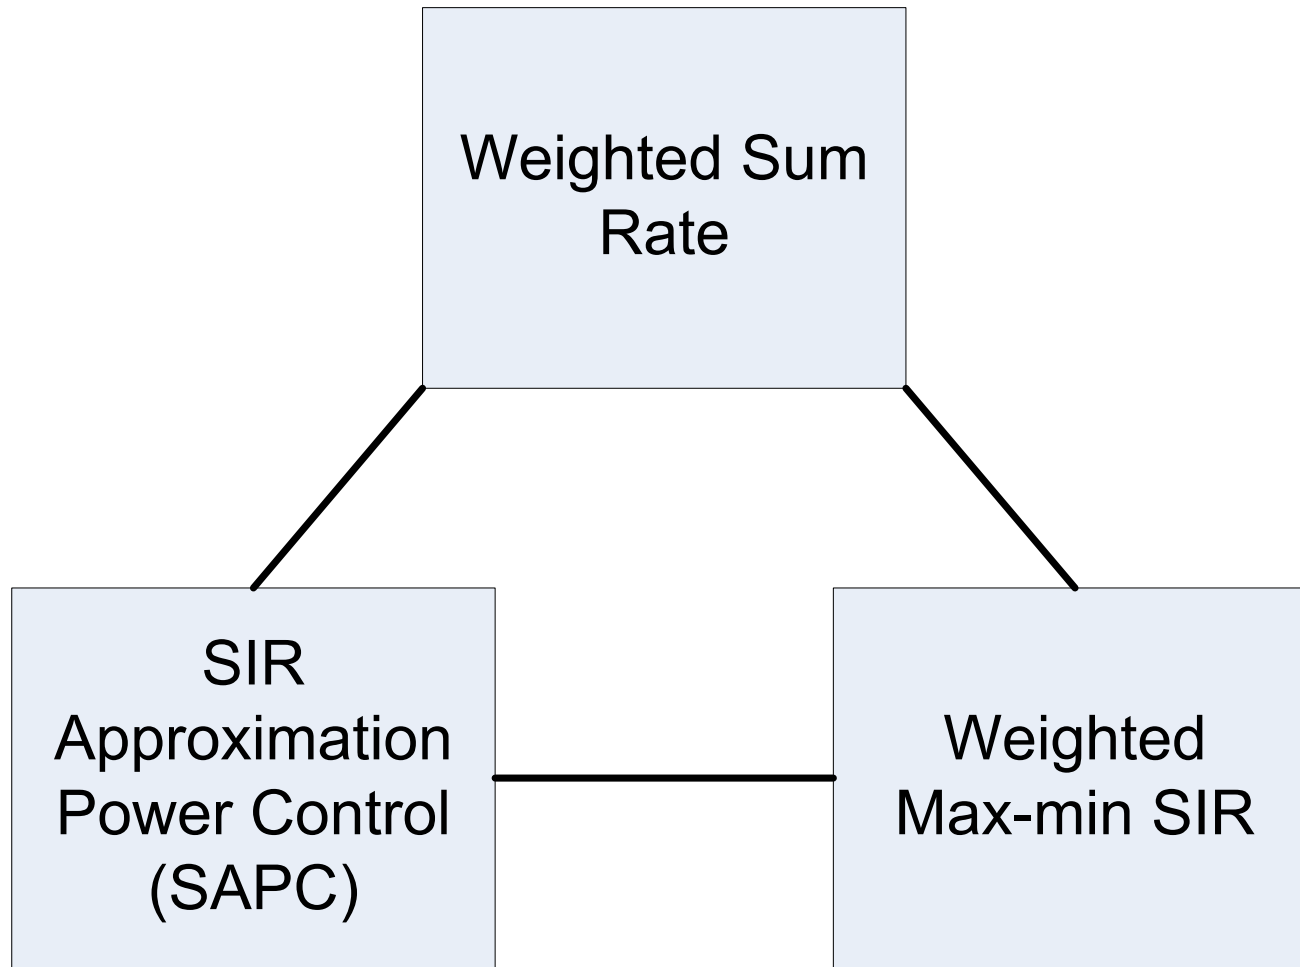 Weighted Sum
Rate
SIR
Approximation
Power Control
(SAPC)
Weighted
Max-min SIR